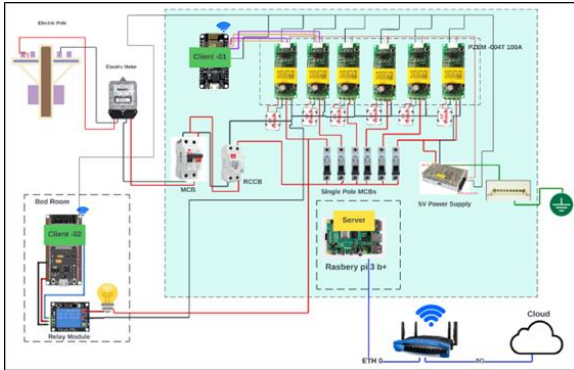 Electric Pole
Electric Meter
Client -01
PZEM -004T 100A
MCB
RCCB
Single Pole MCBs
5V Power Supply
Bed Room
Client -02
Relay Module
Server
Rasbery pi 3 b+
ETH 0
Cloud